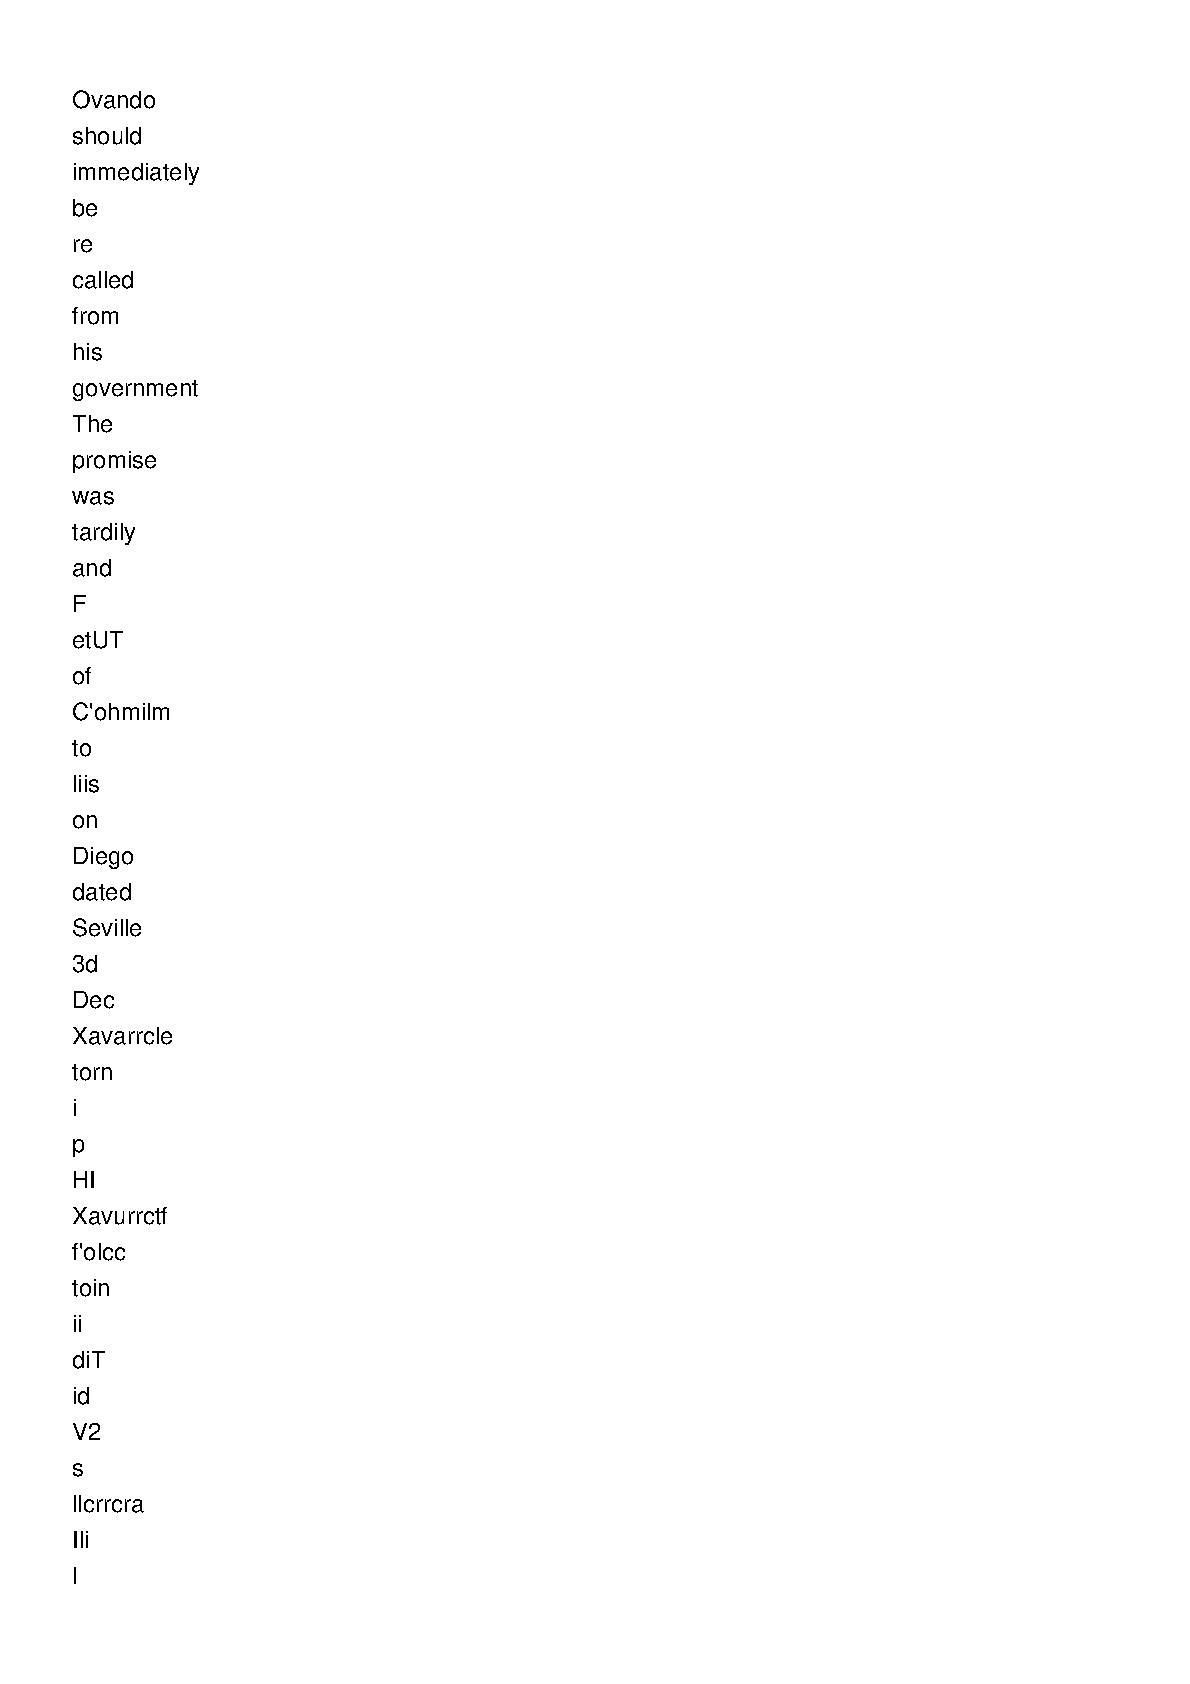 Ovando
should
immediately
be
re
called
from
his
government
The
promise
was
tardily
and
F
etUT
of
C'ohmilm
to
liis
on
Diego
dated
Seville
3d
Dec
Xavarrcle
torn
i
p
HI
Xavurrctf
f'olcc
toin
ii
diT
id
V2
s
llcrrcra
Ili
I